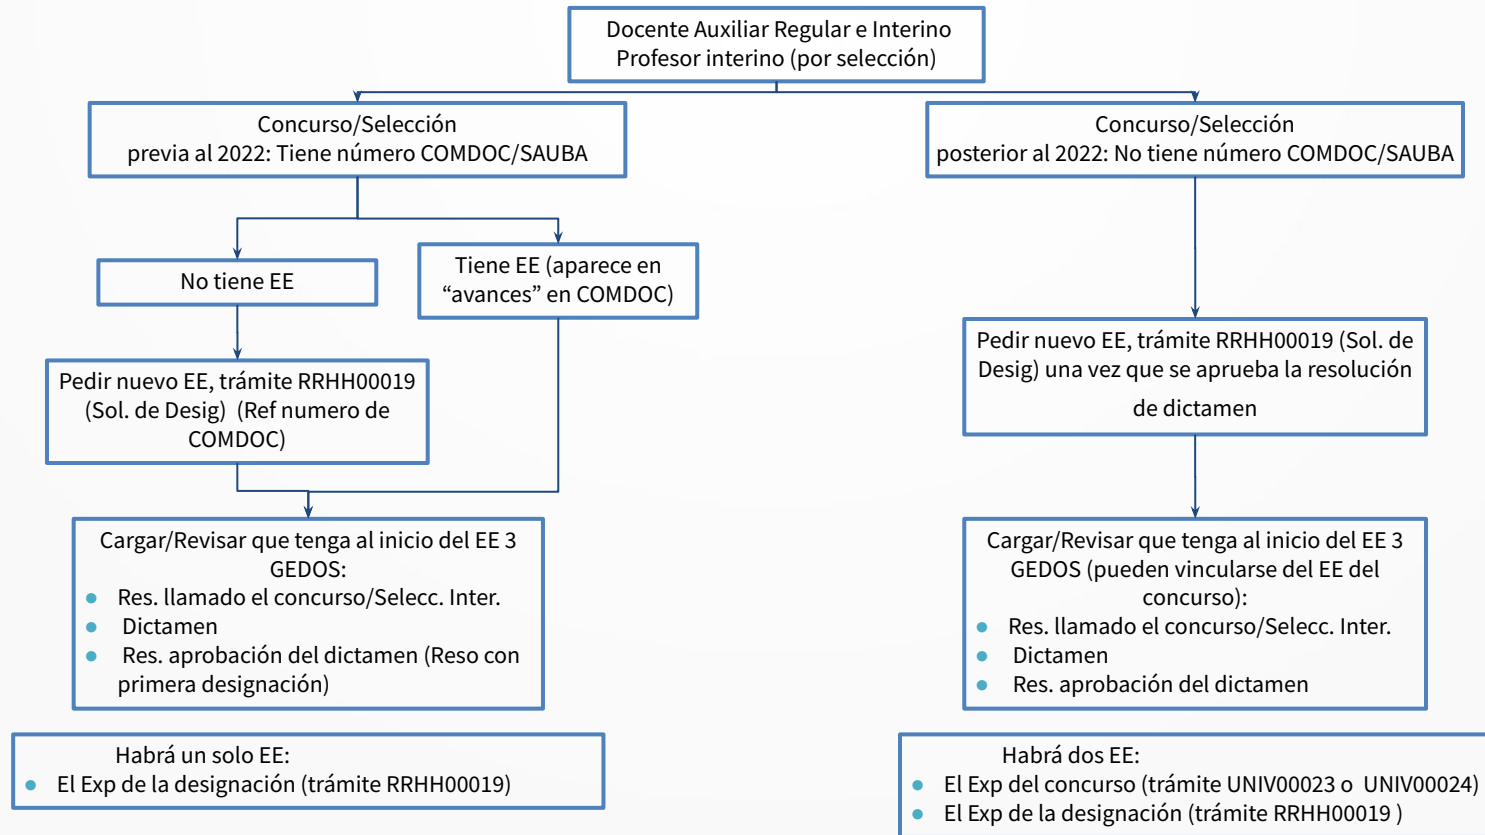 Docente Auxiliar Regular e Interino
Profesor interino (por selección)
Concurso/Selección
previa al 2022: Tiene número COMDOC/SAUBA
Concurso/Selección
posterior al 2022: No tiene número COMDOC/SAUBA
No tiene EE
Tiene EE (aparece en
“avances” en COMDOC)
Pedir nuevo EE, trámite RRHH00019
(Sol. de Desig) (Ref numero de
COMDOC)
Pedir nuevo EE, trámite RRHH00019 (Sol. de
Desig) una vez que se aprueba la resolución
de dictamen
Cargar/Revisar que tenga al inicio del EE 3
GEDOS:
● Res. llamado el concurso/Selecc. Inter.
● Dictamen
● Res. aprobación del dictamen (Reso con
primera designación)
Cargar/Revisar que tenga al inicio del EE 3
GEDOS (pueden vincularse del EE del
concurso):
● Res. llamado el concurso/Selecc. Inter.
● Dictamen
● Res. aprobación del dictamen
Habrá un solo EE:
● El Exp de la designación (trámite RRHH00019)
Habrá dos EE:
● El Exp del concurso (trámite UNIV00023 o UNIV00024)
● El Exp de la designación (trámite RRHH00019 )